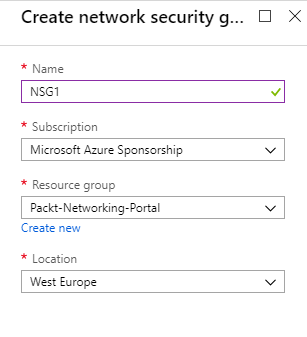 Create network security g...
* Name
NSG1
* Subscription
Microsoft Azure Sponsorship
* Resource group
Packt-Networking-Portal
Create new
* Location
West Europe